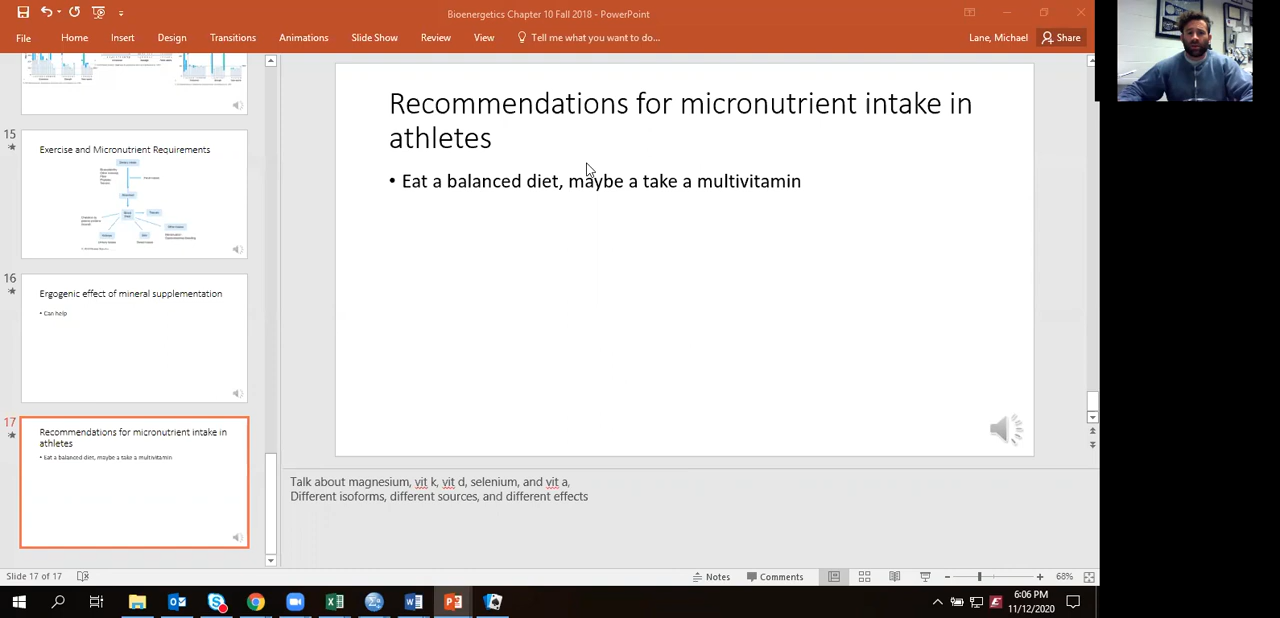 Bioenergetics Chapter 10 Fall 2018 - PowerPoint
File Home Insert Design Transitions Animations Slide Show Review View Tell me what you want to do... Lane, Michael Share
15
Exercise and Micronutrient Requirements
16
Ergogenic effect of mineral supplementation
• Can help
17
Recommendations for micronutrient intake in
athletes
• Eat a balanced diet, maybe a take a multivitamin
Recommendations for micronutrient intake in
athletes
• Eat a balanced diet, maybe a take a multivitamin
Talk about magnesium, vit k, vit d, selenium, and vit a,
Different isoforms, different sources, and different effects
Slide 17 of 17 Notes Comments 68%
6:06 PM
11/12/2020